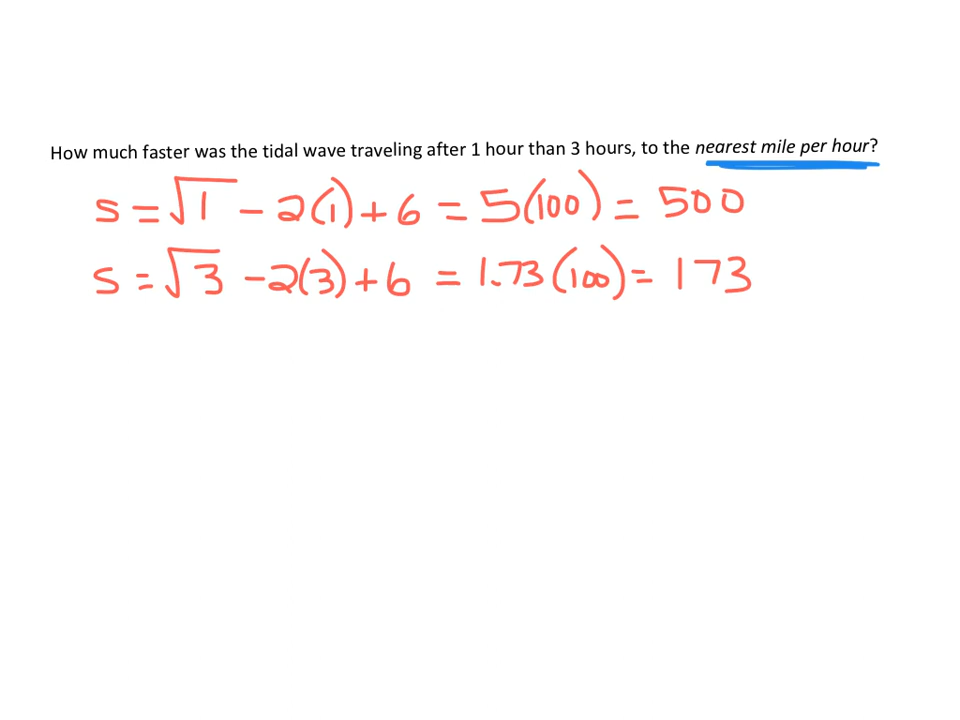 How much faster was the tidal wave traveling after 1 hour than 3 hours, to the nearest mile per hour?
s = √1 - 2(1) + 6 = 5(100) = 500
s = √3 - 2(3) + 6 = 1.73(100) = 173